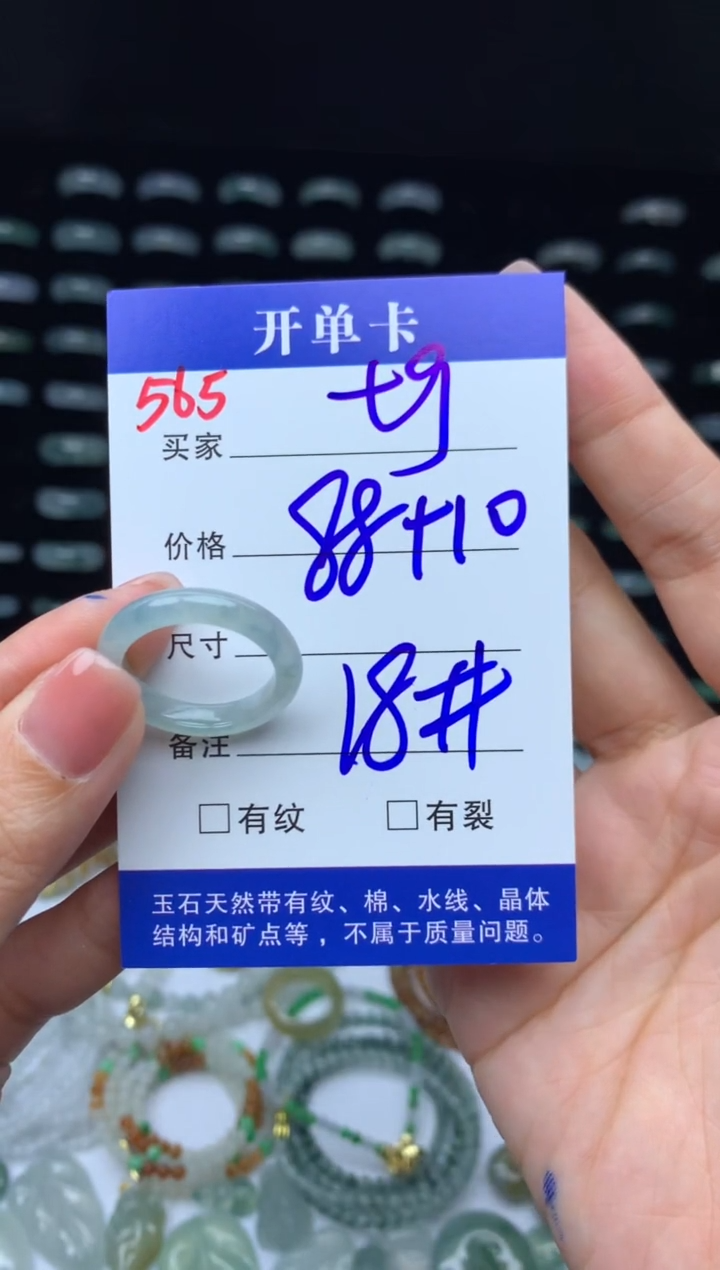 开单卡
565
买家
价格 88+10
尺寸
18#
备注
有纹 有裂
玉石天然带有纹、棉、水线、晶体
结构和矿点等，不属于质量问题。